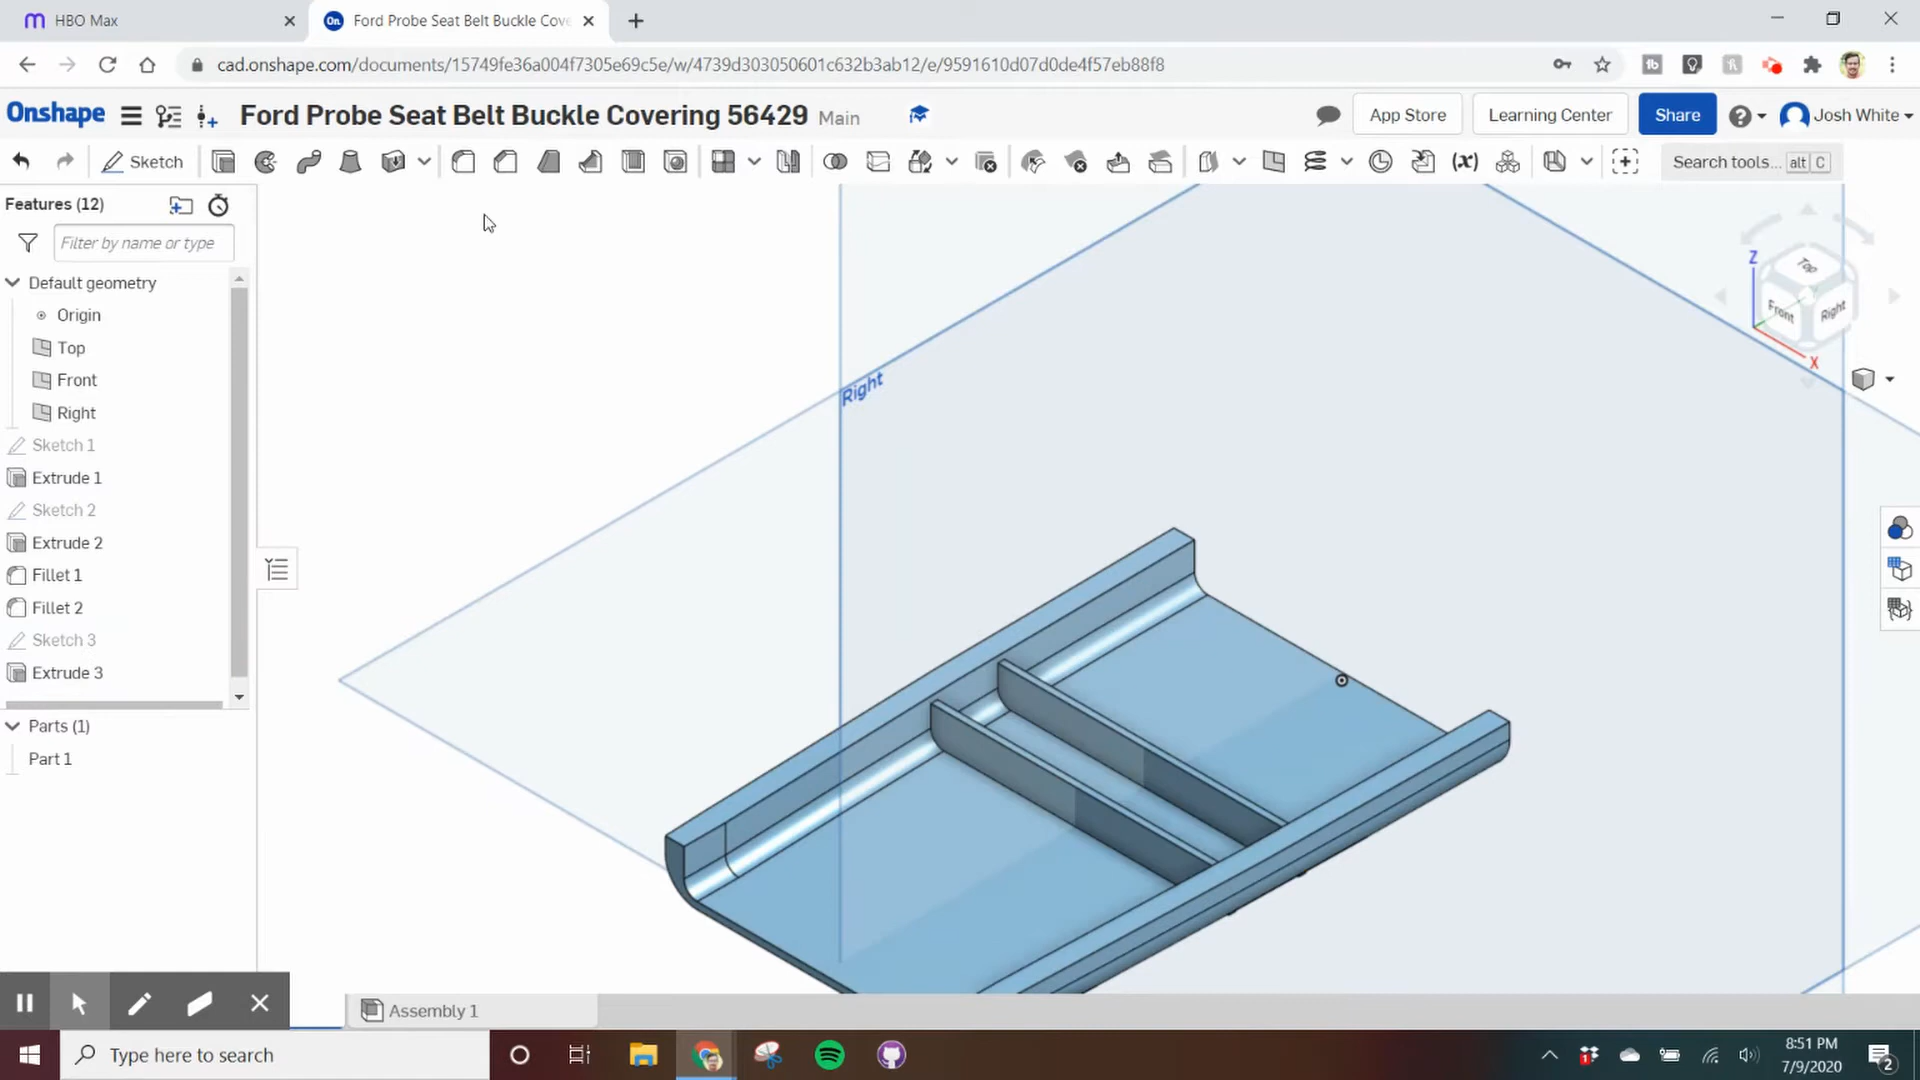 HBO Max
Ford Probe Seat Belt Buckle Cove
cad.onshape.com/documents/15749fe36a004f7305e69c5e/w/4739d303050601c632b3ab12/e/9591610d07d0de4f57eb88f8
Onshape
Ford Probe Seat Belt Buckle Covering 56429 Main
App Store
Learning Center
Share
Josh White
Sketch
Search tools... alt C
Features (12)
Filter by name or type
Default geometry
Origin
Top
Front
Right
Sketch 1
Extrude 1
Sketch 2
Extrude 2
Fillet 1
Fillet 2
Sketch 3
Extrude 3
Parts (1)
Part 1
Right
Z
Top
Front
Right
X
Assembly 1
Type here to search
8:51 PM
7/9/2020
2